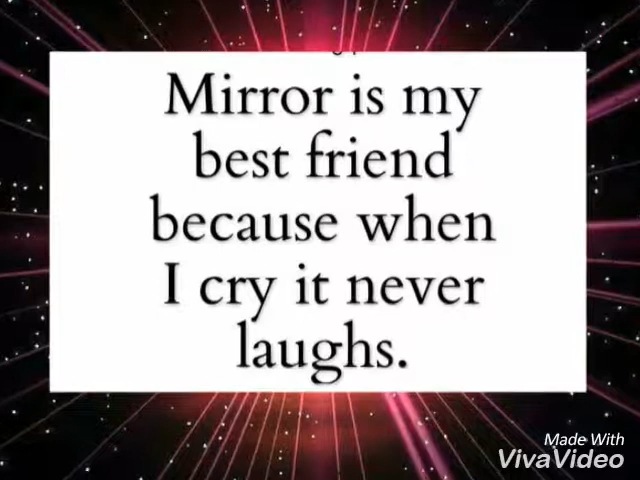 Mirror is my
best friend
because when
I cry it never
laughs.
Made With
VivaVideo